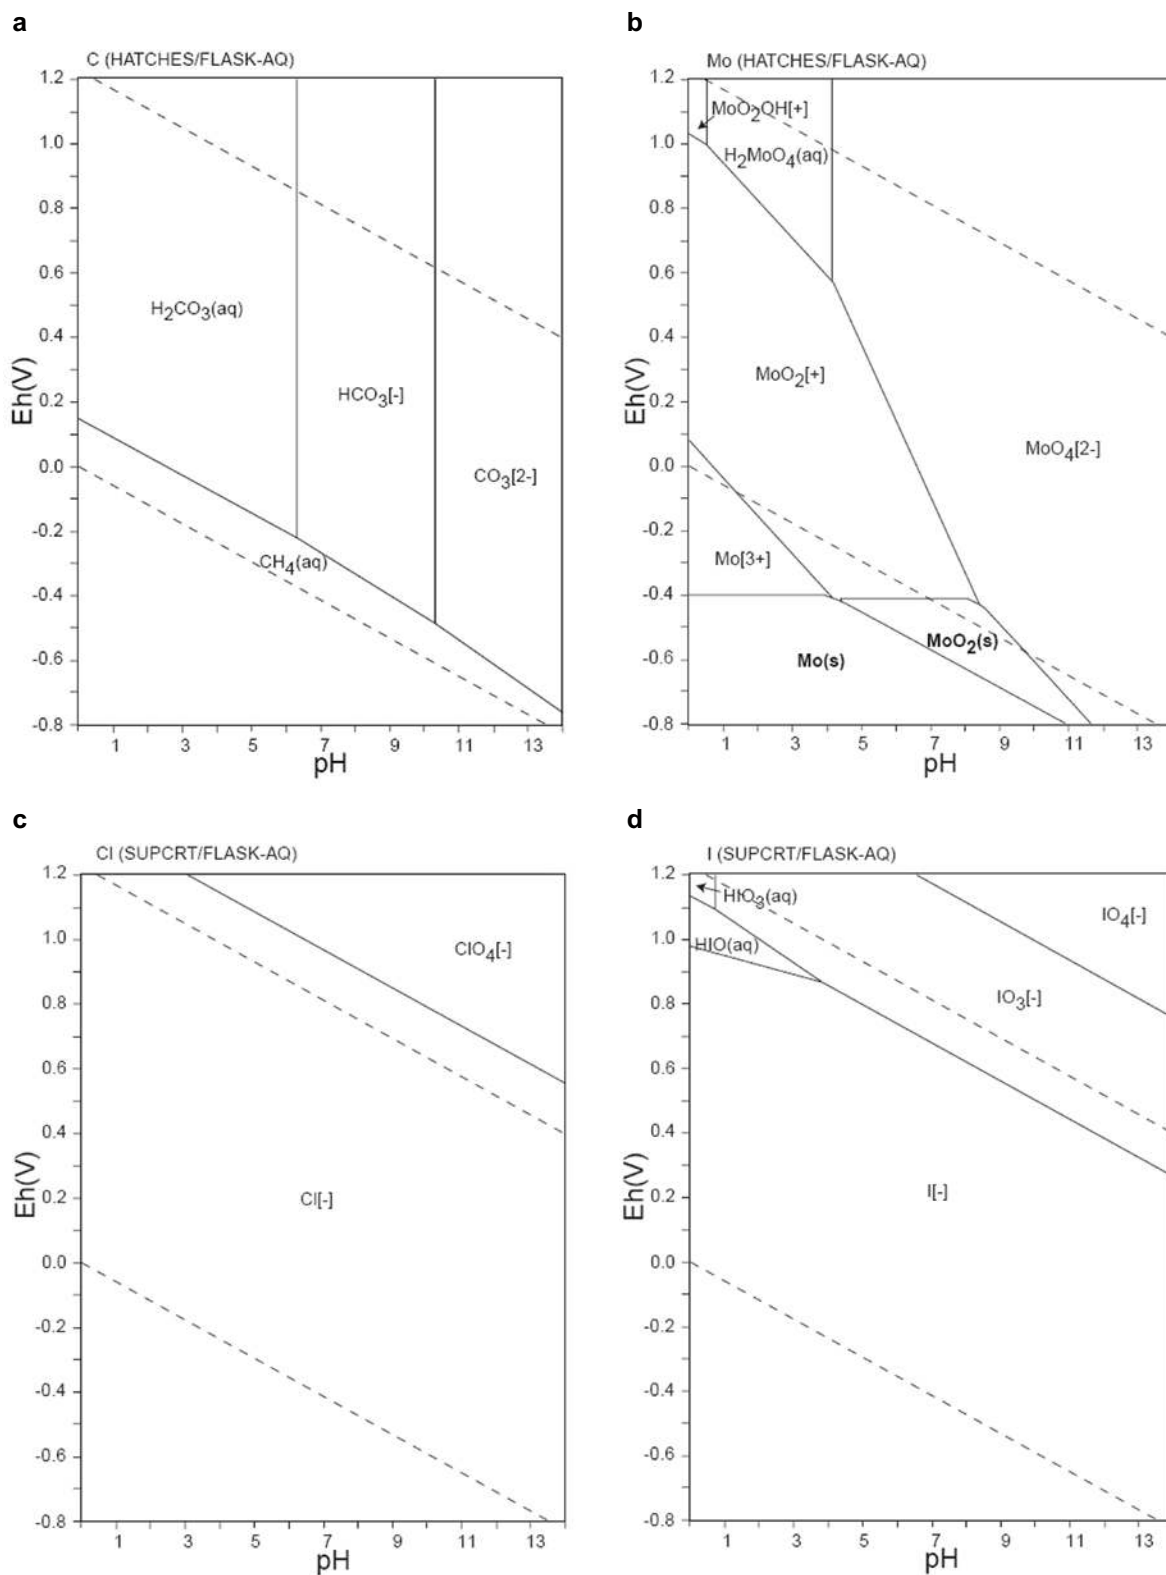 a
C (HATCHES/FLASK-AQ)
1.2
1.0
0.8
0.6
0.4
0.2
0.0
-0.2
-0.4
-0.6
-0.8
Eh(V)
H2CO3(aq)
HCO3[-]
CO3[2-]
CH4(aq)
1 3 5 7 9 11 13
pH
b
Mo (HATCHES/FLASK-AQ)
1.2
1.0
0.8
0.6
0.4
0.2
0.0
-0.2
-0.4
-0.6
-0.8
Eh(V)
MoO2OH[+]
H2MoO4(aq)
MoO2[+]
MoO4[2-]
Mo[3+]
MoO2(s)
Mo(s)
1 3 5 7 9 11 13
pH
c
Cl (SUPCRT/FLASK-AQ)
1.2
1.0
0.8
0.6
0.4
0.2
0.0
-0.2
-0.4
-0.6
-0.8
Eh(V)
ClO4[-]
Cl[-]
1 3 5 7 9 11 13
pH
d
I (SUPCRT/FLASK-AQ)
1.2
1.0
0.8
0.6
0.4
0.2
0.0
-0.2
-0.4
-0.6
-0.8
Eh(V)
HIO3(aq)
IO4[-]
HIO(aq)
IO3[-]
I[-]
1 3 5 7 9 11 13
pH